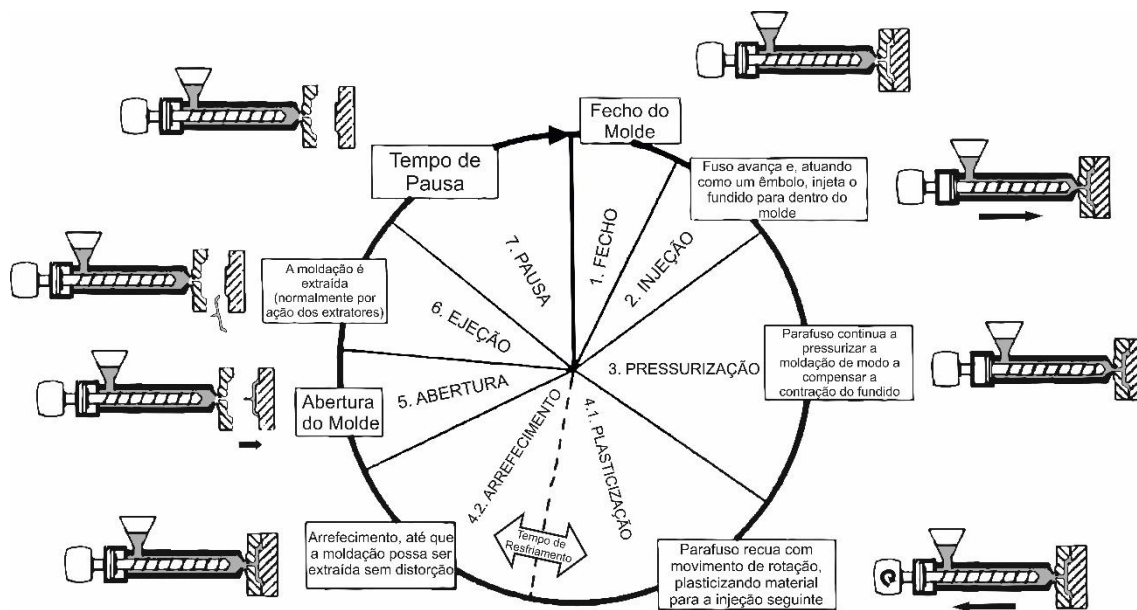 Fecho do
Molde
Fuso avança e, atuando
como um êmbolo, injeta o
fundido para dentro do
molde
Parafuso continua a
pressurizar a
moldação de modo a
compensar a
contração do fundido
Parafuso recua com
movimento de rotação,
plasticizando material
para a injeção seguinte
Arrefecimento, até que
a moldação possa ser
extraída sem distorção
Abertura
do Molde
A moldação é
extraída
(normalmente por
ação dos extratores)
Tempo de
Pausa
1. FECHO
2. INJEÇÃO
3. PRESSURIZAÇÃO
4.1. PLASTICIZAÇÃO
4.2. ARREFECIMENTO
Tempo de
Resfriamento
5. ABERTURA
6. EJEÇÃO
7. PAUSA